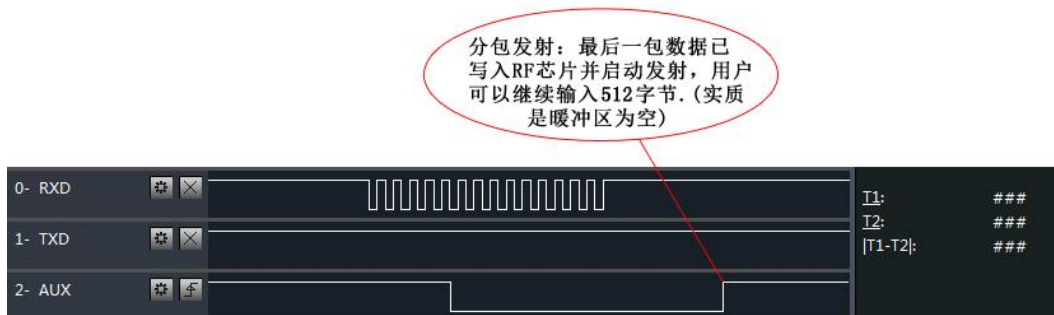 分包发射：最后一包数据已
写入RF芯片并启动发射，用户
可以继续输入512字节.(实质
是暖冲区为空)
0- RXD
T1: ###
1- TXD
T2: ###
|T1-T2|: ###
2- AUX